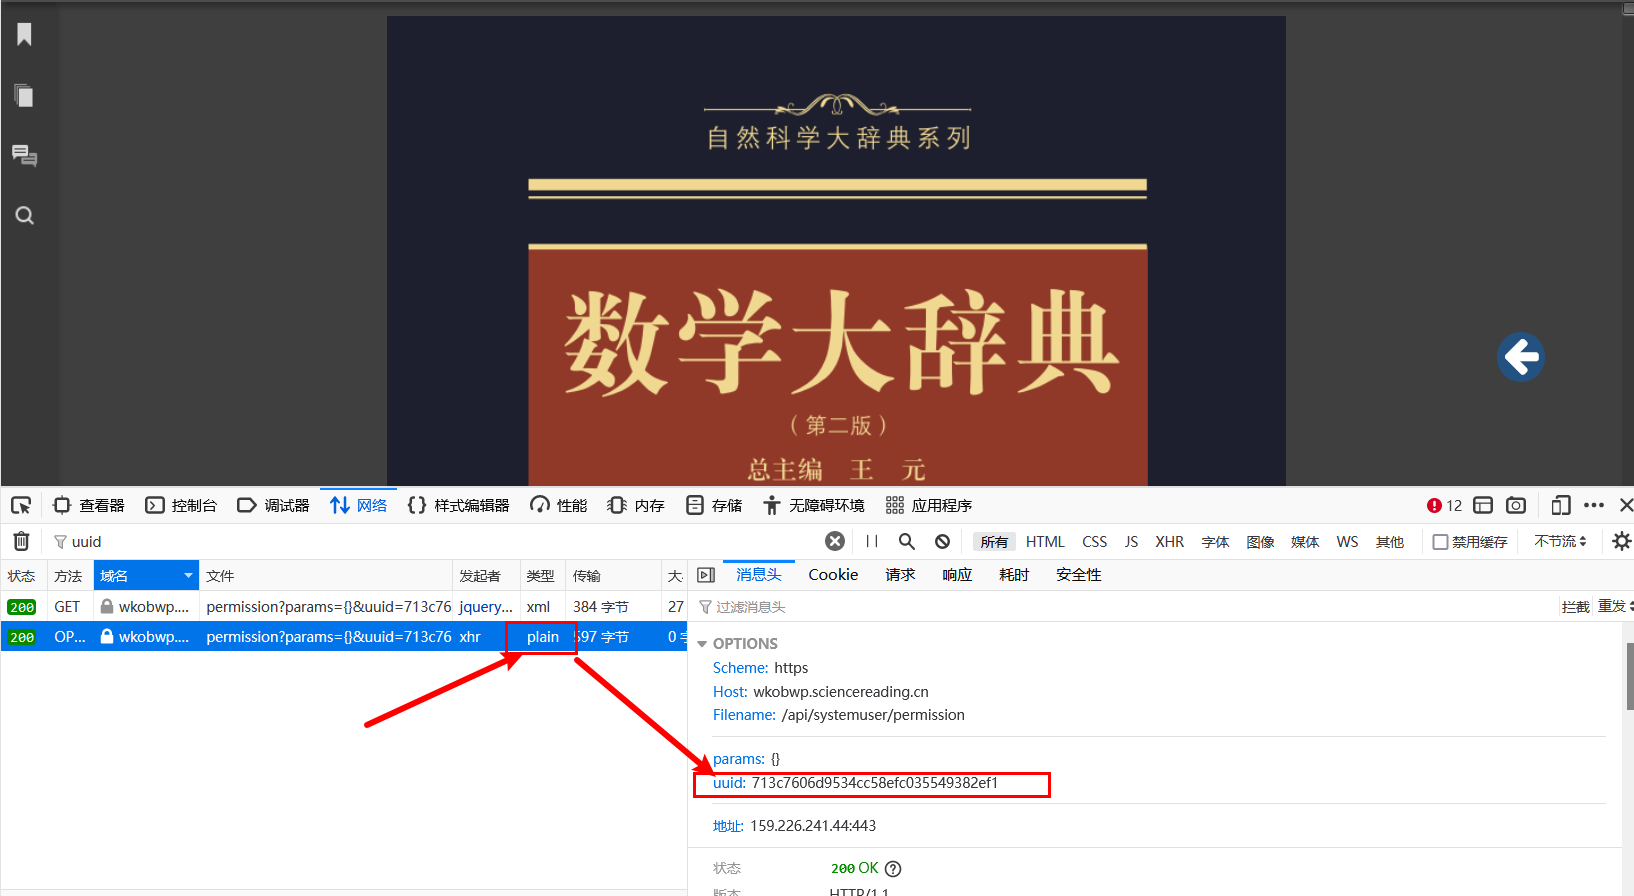 自然科学大辞典系列
数学大辞典
（第二版）
总主编 王 元
查看器 控制台 调试器 网络 {} 样式编辑器 性能 内存 存储 无障碍环境 应用程序 12
uuid 所有 HTML CSS JS XHR 字体 图像 媒体 WS 其他 禁用缓存 不节流
状态 方法 域名 文件 发起者 类型 传输 大 消息头 Cookie 请求 响应 耗时 安全性
200 GET wkobwp.... permission?params={}&uuid=713c76 jquery... xml 384 字节 27 过滤消息头 拦截 重发
200 OP... wkobwp.... permission?params={}&uuid=713c76 xhr plain 597 字节 0
OPTIONS
Scheme: https
Host: wkobwp.sciencereading.cn
Filename: /api/systemuser/permission
params: {}
uuid: 713c7606d9534cc58efc035549382ef1
地址: 159.226.241.44:443
状态 200 OK
版本 HTTP/1.1